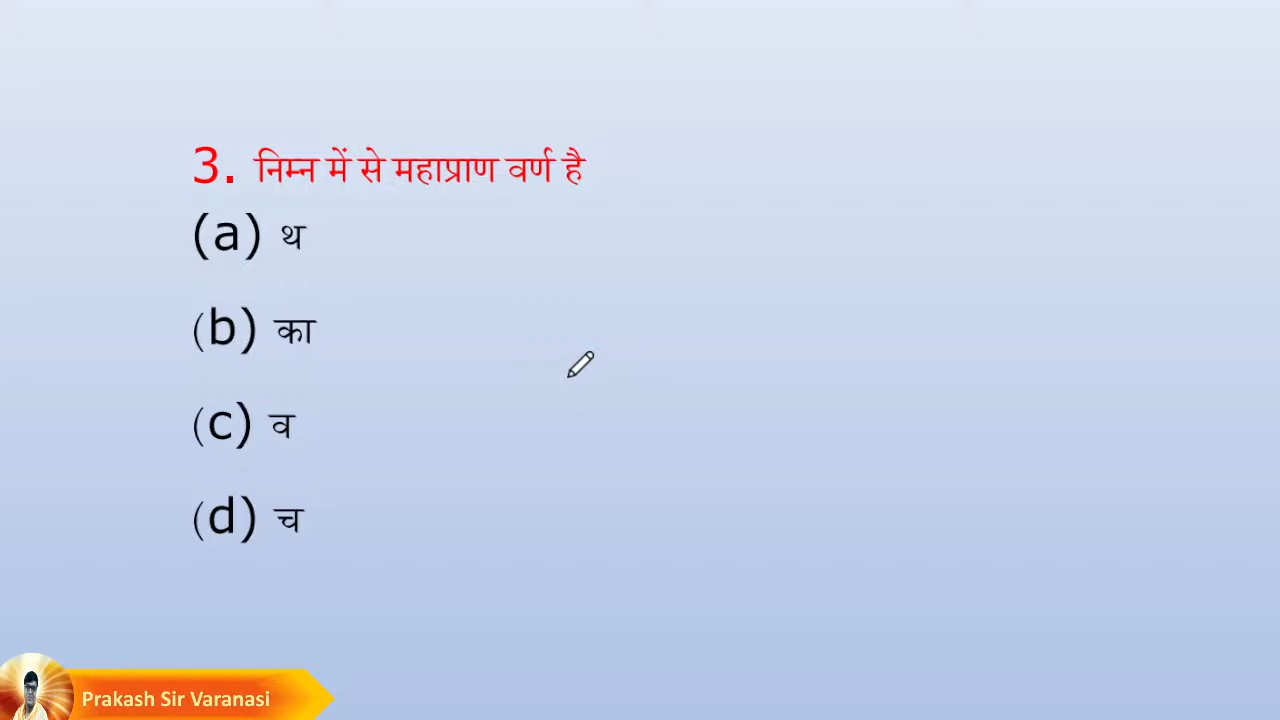 3. निम्न में से महाप्राण वर्ण है
(a) थ
(b) का
(c) व
(d) च
Prakash Sir Varanasi